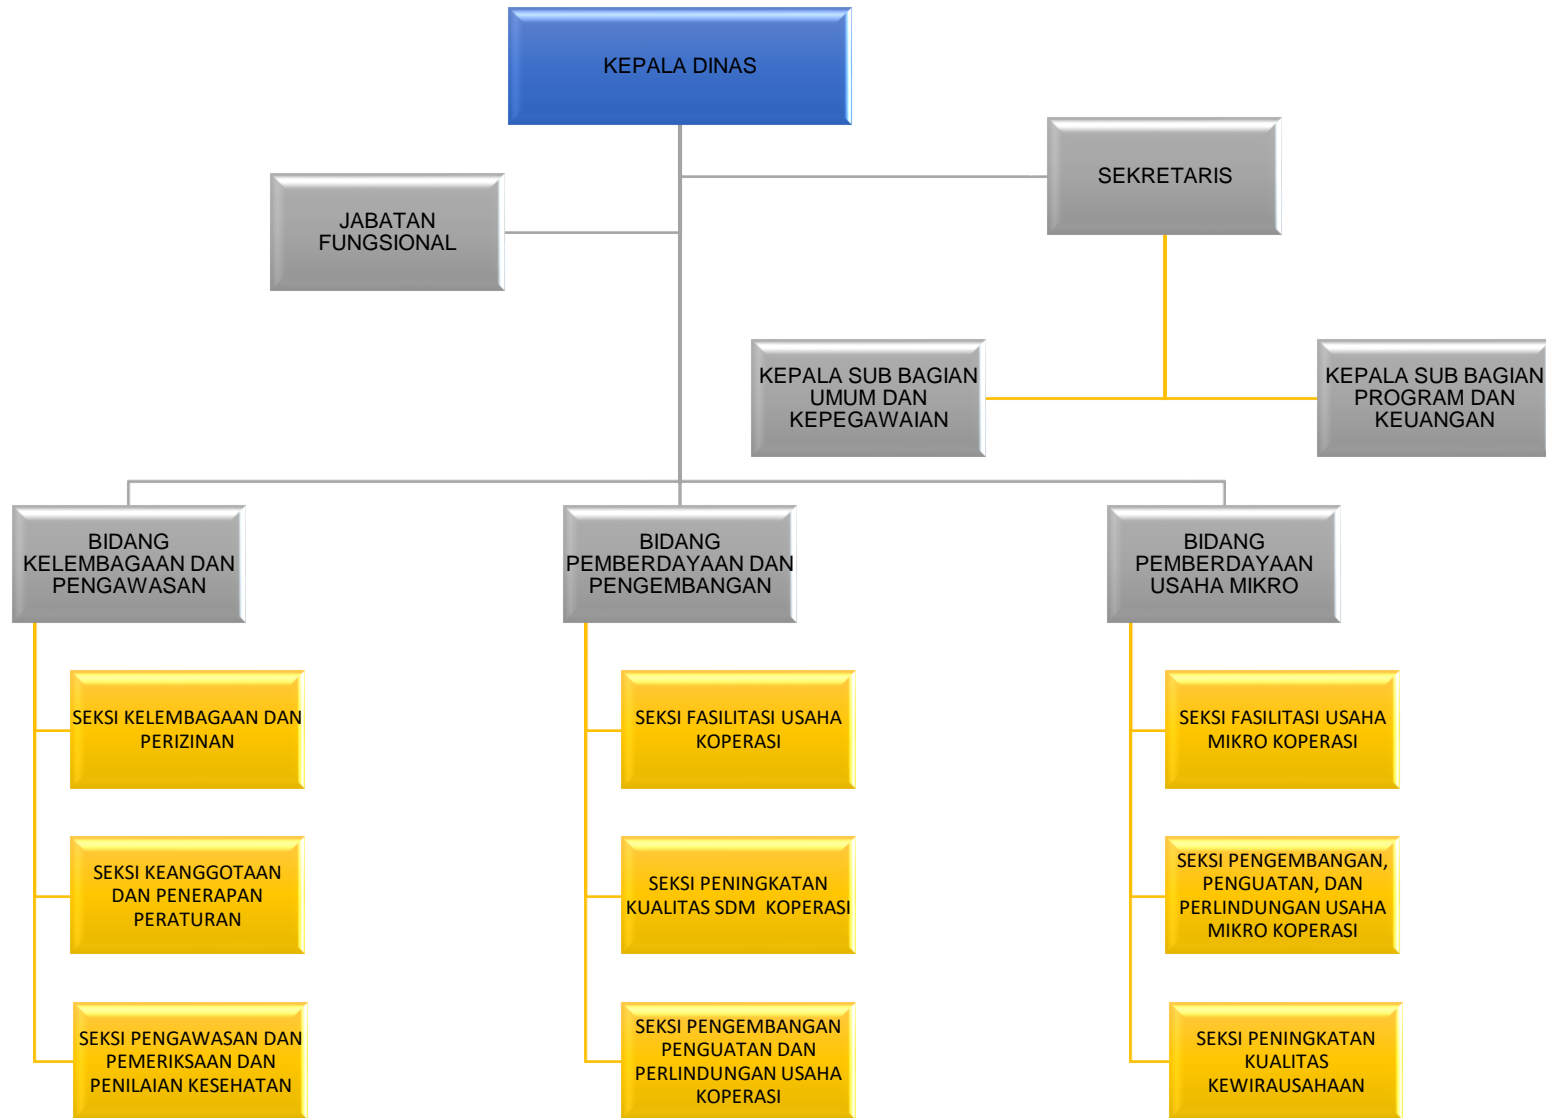 KEPALA DINAS
SEKRETARIS
JABATAN
FUNGSIONAL
KEPALA SUB BAGIAN
UMUM DAN
KEPEGAWAIAN
KEPALA SUB BAGIAN
PROGRAM DAN
KEUANGAN
BIDANG
KELEMBAGAAN DAN
PENGAWASAN
BIDANG
PEMBERDAYAAN DAN
PENGEMBANGAN
BIDANG
PEMBERDAYAAN
USAHA MIKRO
SEKSI KELEMBAGAAN DAN
PERIZINAN
SEKSI FASILITASI USAHA
KOPERASI
SEKSI FASILITASI USAHA
MIKRO KOPERASI
SEKSI KEANGGOTAAN
DAN PENERAPAN
PERATURAN
SEKSI PENINGKATAN
KUALITAS SDM  KOPERASI
SEKSI PENGEMBANGAN,
PENGUATAN, DAN
PERLINDUNGAN USAHA
MIKRO KOPERASI
SEKSI PENGAWASAN DAN
PEMERIKSAAN DAN
PENILAIAN KESEHATAN
SEKSI PENGEMBANGAN
PENGUATAN DAN
PERLINDUNGAN USAHA
KOPERASI
SEKSI PENINGKATAN
KUALITAS
KEWIRAUSAHAAN